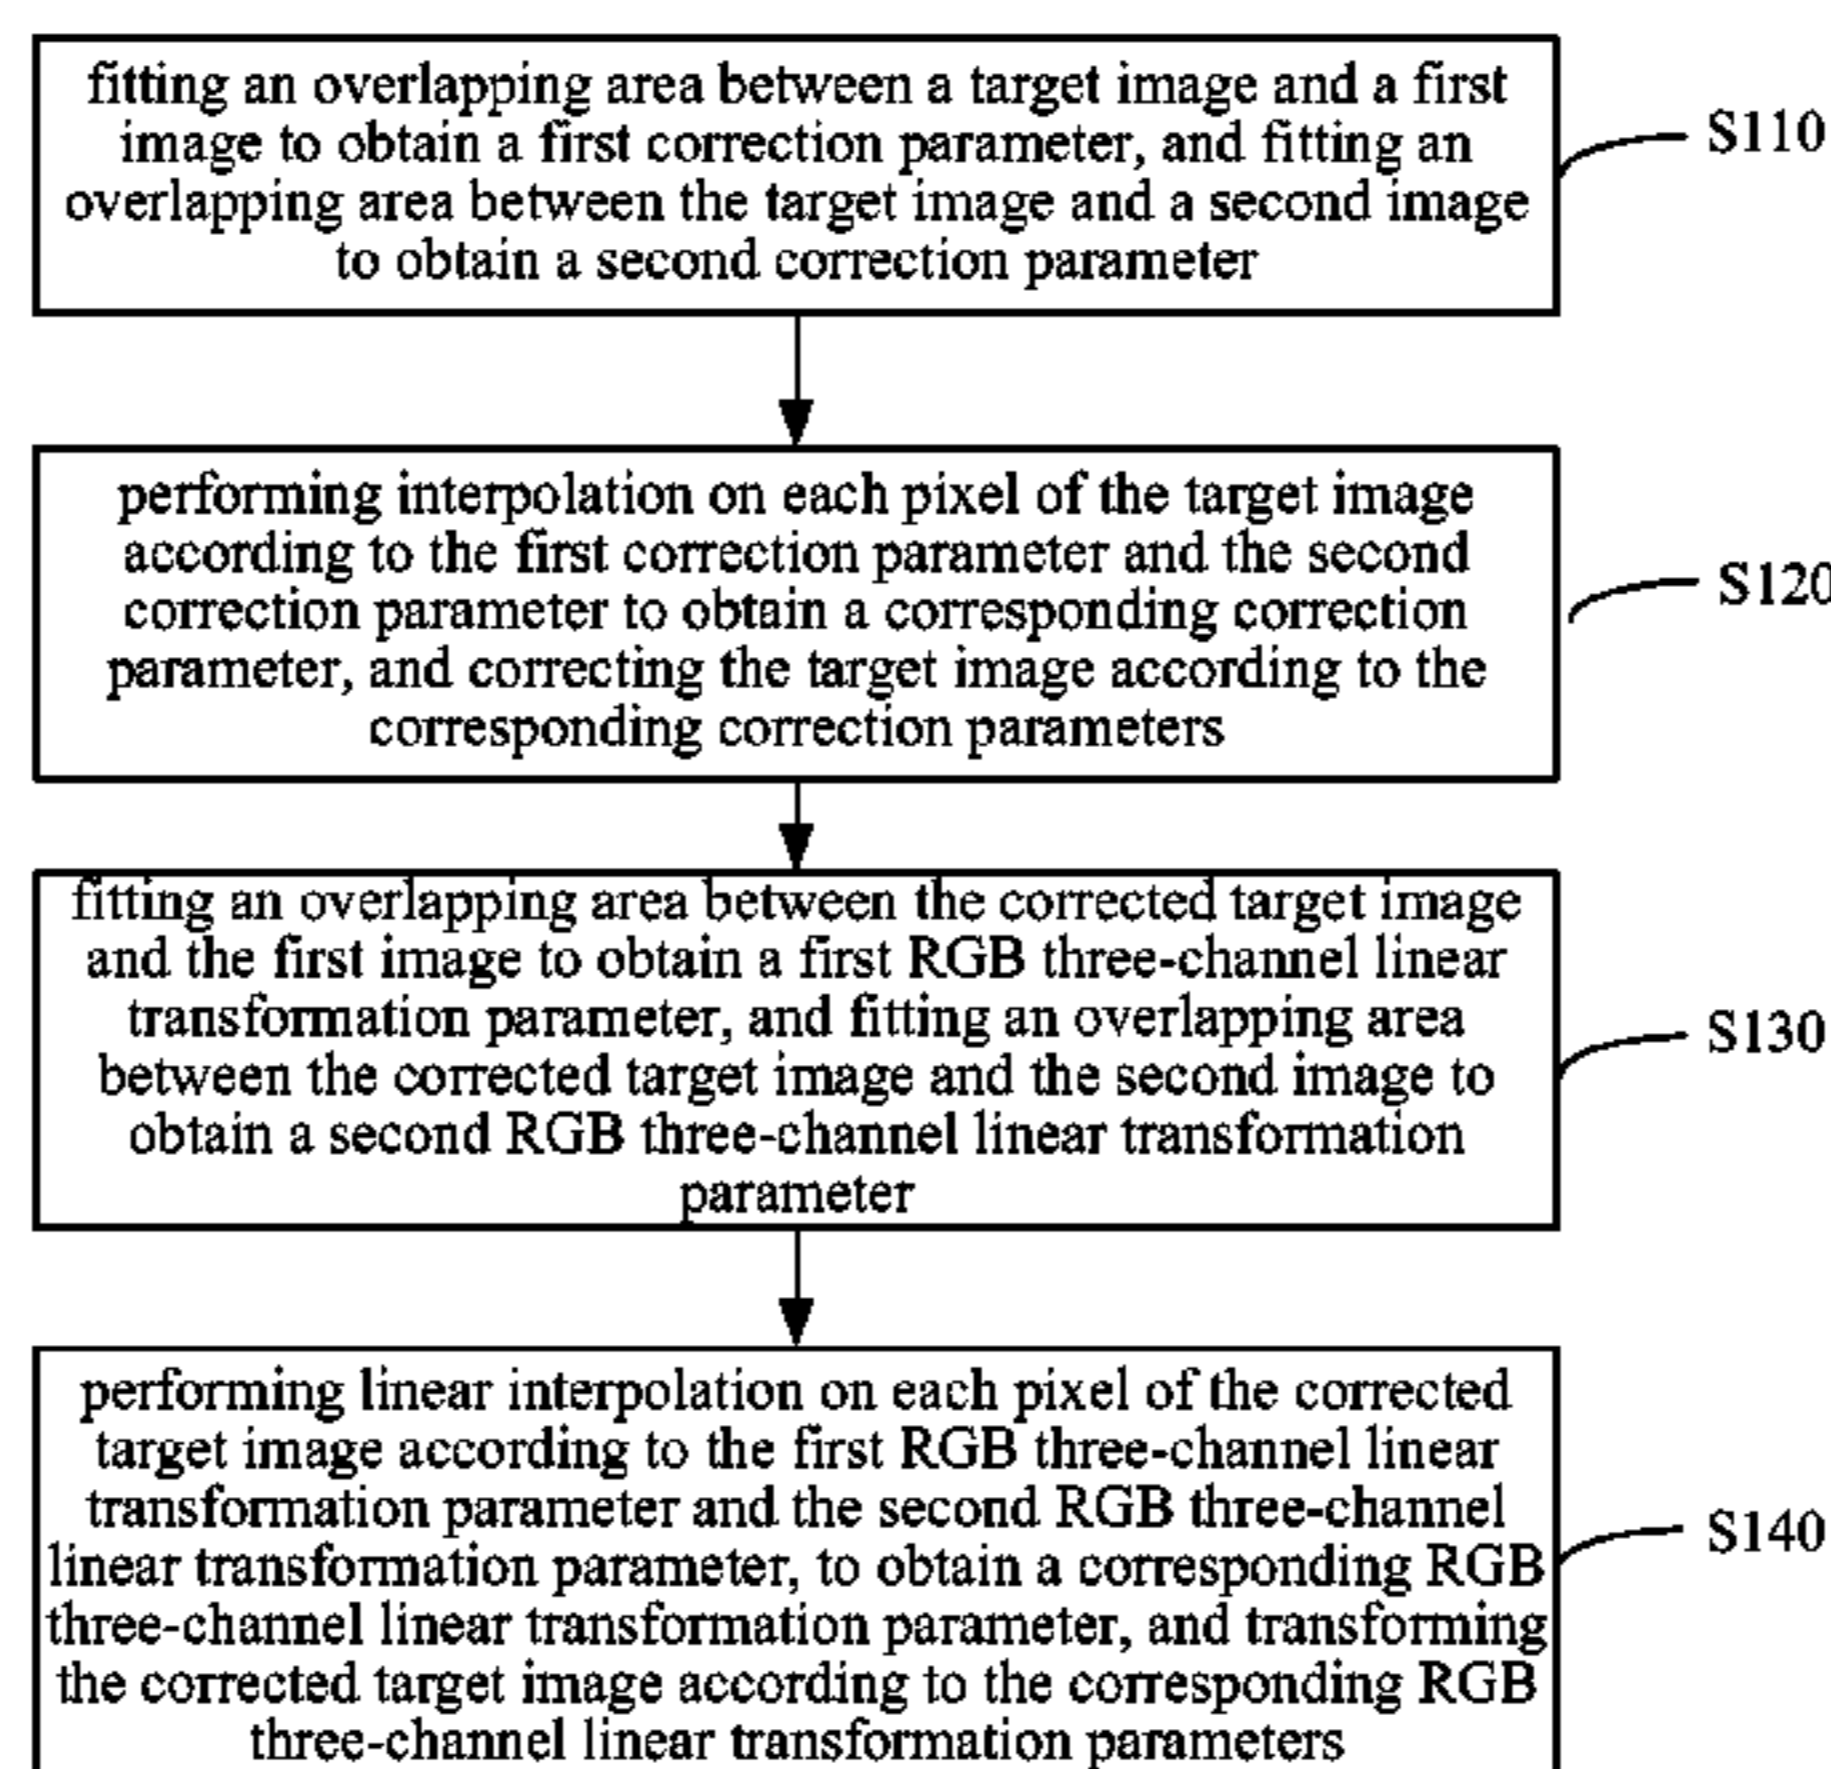 fitting an overlapping area between a target image and a first
image to obtain a first correction parameter, and fitting an
overlapping area between the target image and a second image
to obtain a second correction parameter
S110
performing interpolation on each pixel of the target image
according to the first correction parameter and the second
correction parameter to obtain a corresponding correction
parameter, and correcting the target image according to the
corresponding correction parameters
S120
fitting an overlapping area between the corrected target image
and the first image to obtain a first RGB three-channel linear
transformation parameter, and fitting an overlapping area
between the corrected target image and the second image to
obtain a second RGB three-channel linear transformation
parameter
S130
performing linear interpolation on each pixel of the corrected
target image according to the first RGB three-channel linear
transformation parameter and the second RGB three-channel
linear transformation parameter, to obtain a corresponding RGB
three-channel linear transformation parameter, and transforming
the corrected target image according to the corresponding RGB
three-channel linear transformation parameters
S140